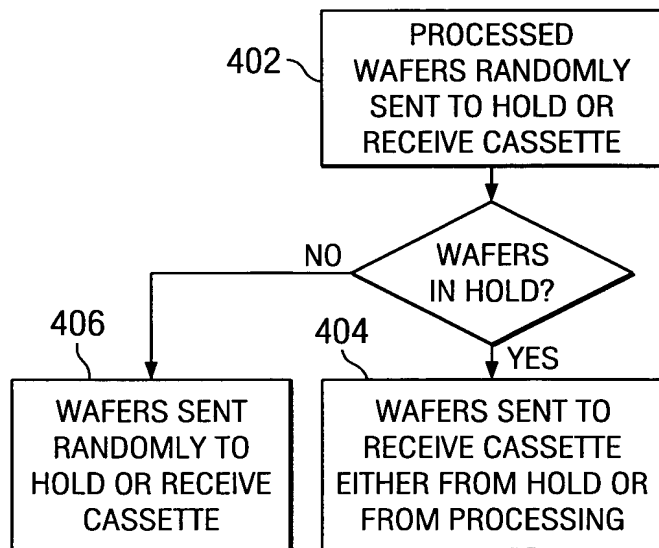 402
PROCESSED
WAFERS RANDOMLY
SENT TO HOLD OR
RECEIVE CASSETTE
WAFERS
IN HOLD?
NO
YES
406
WAFERS SENT
RANDOMLY TO
HOLD OR RECEIVE
CASSETTE
404
WAFERS SENT TO
RECEIVE CASSETTE
EITHER FROM HOLD OR
FROM PROCESSING